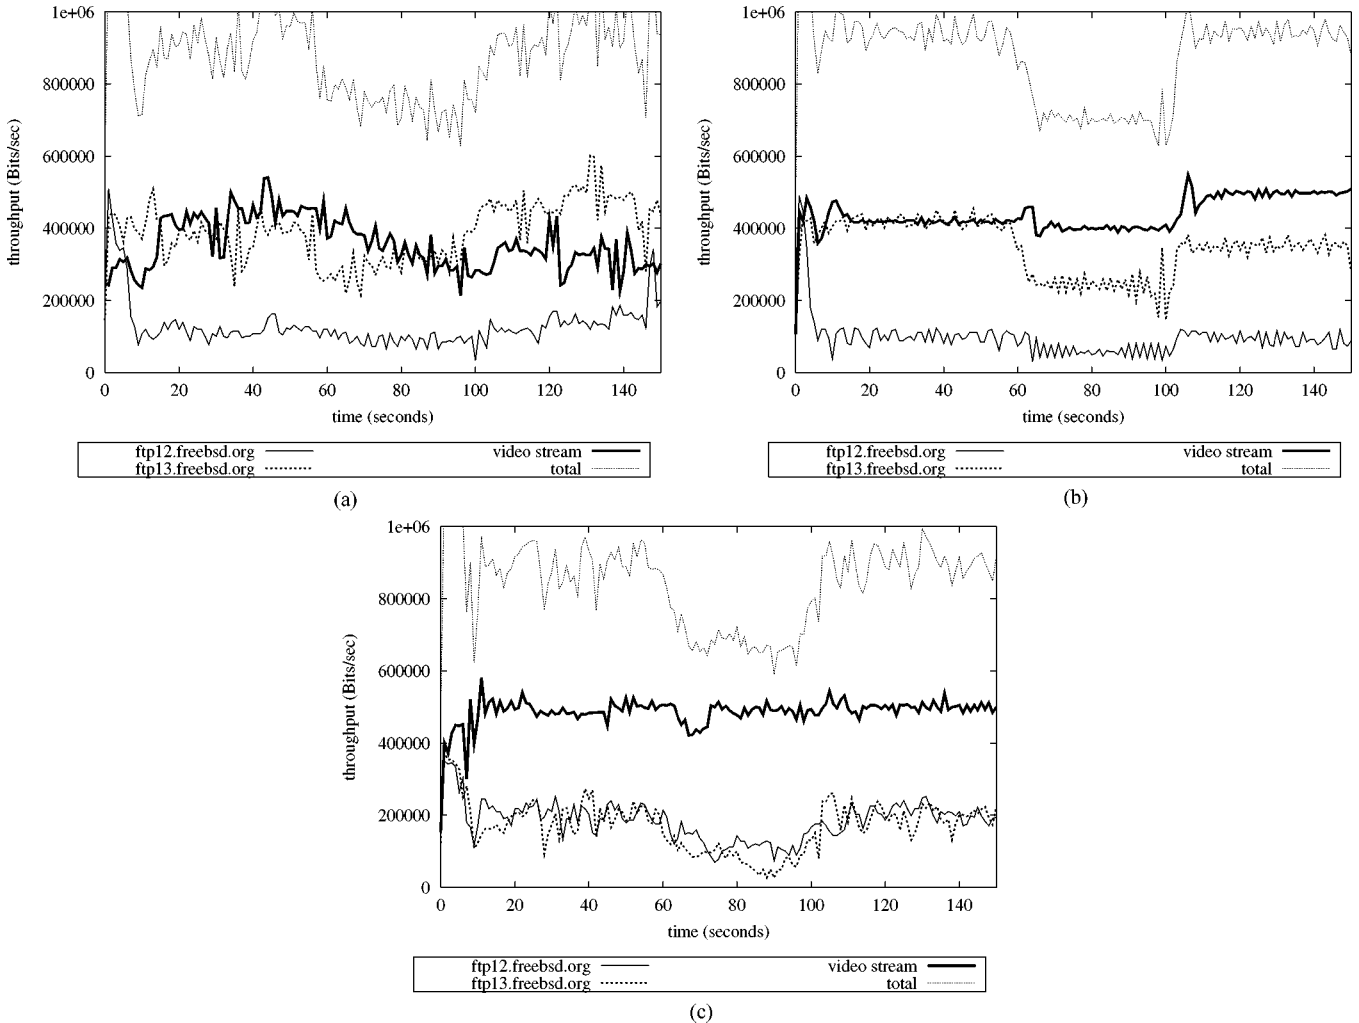 1e+06
800000
600000
400000
200000
0
throughput (Bits/sec)
0 20 40 60 80 100 120 140
time (seconds)
ftp12.freebsd.org video stream
ftp13.freebsd.org total
(a)
1e+06
800000
600000
400000
200000
0
throughput (Bits/sec)
0 20 40 60 80 100 120 140
time (seconds)
ftp12.freebsd.org video stream
ftp13.freebsd.org total
(b)
1e+06
800000
600000
400000
200000
0
throughput (Bits/sec)
0 20 40 60 80 100 120 140
time (seconds)
ftp12.freebsd.org video stream
ftp13.freebsd.org total
(c)